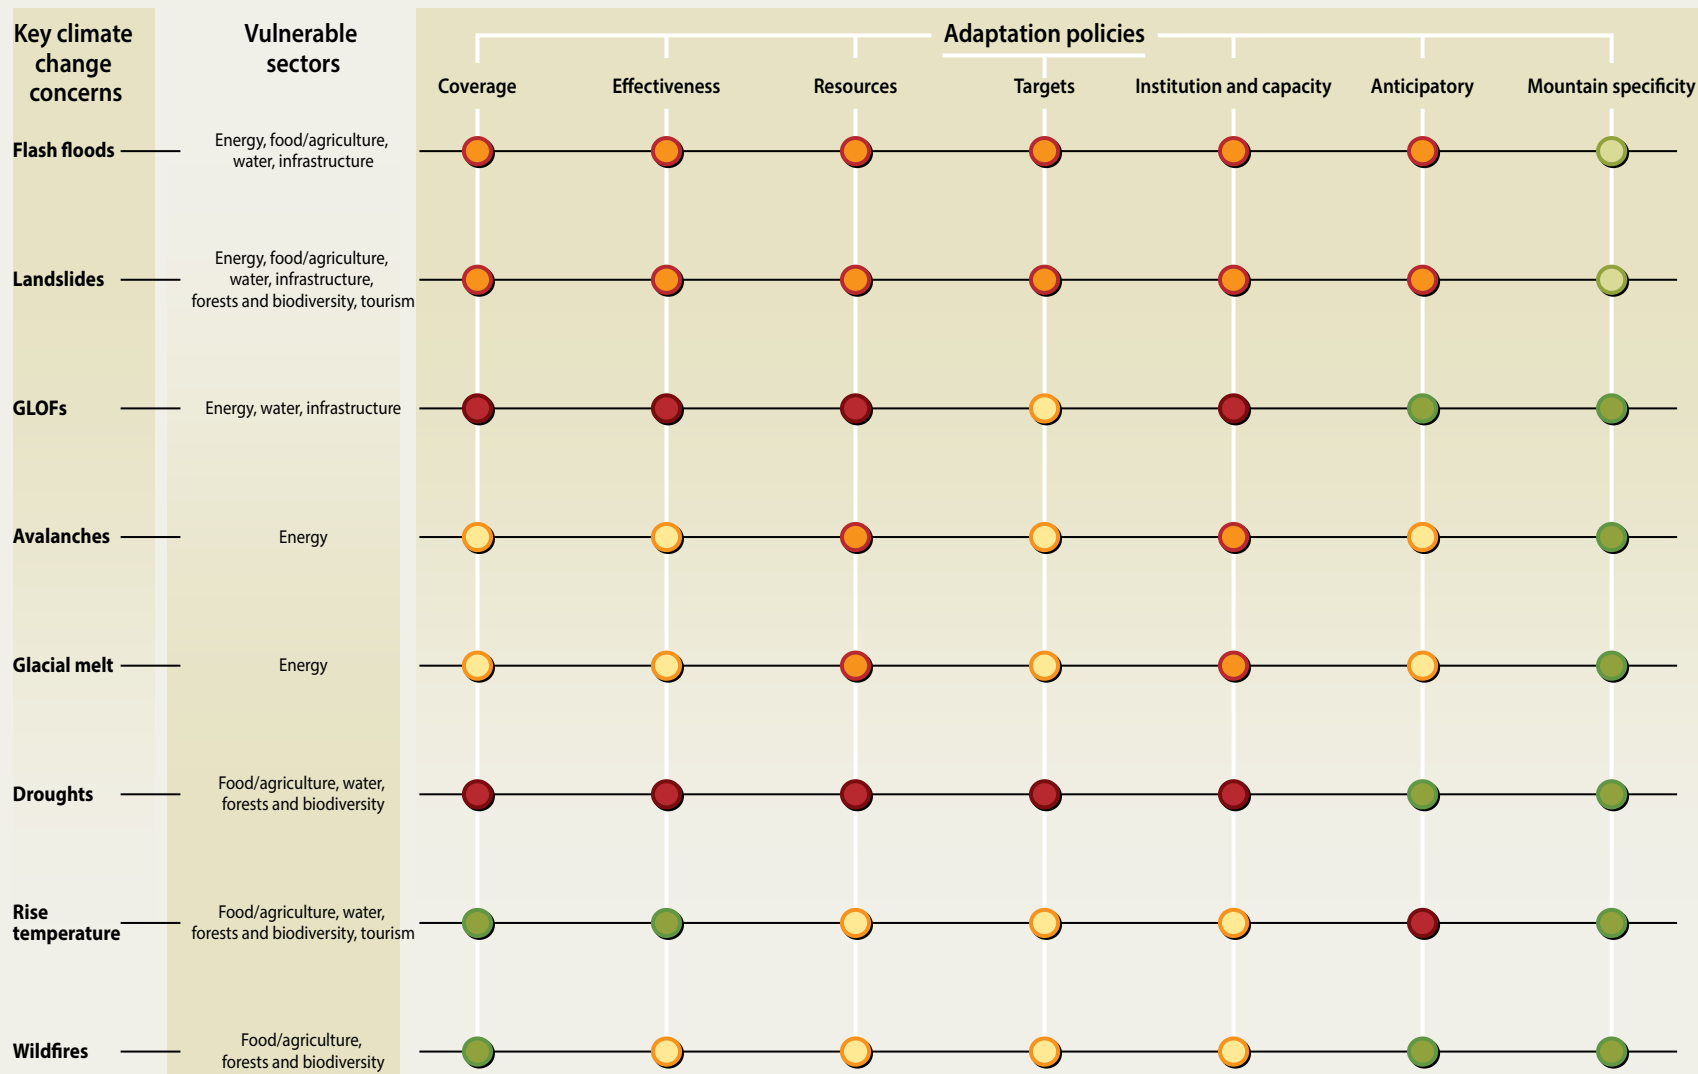 Key climate
change
concerns
Vulnerable
sectors
Adaptation policies
Coverage
Effectiveness
Resources
Targets
Institution and capacity
Anticipatory
Mountain specificity
Flash floods
Energy, food/agriculture,
water, infrastructure
Landslides
Energy, food/agriculture,
water, infrastructure,
forests and biodiversity, tourism
GLOFs
Energy, water, infrastructure
Avalanches
Energy
Glacial melt
Energy
Droughts
Food/agriculture, water,
forests and biodiversity
Rise
temperature
Food/agriculture, water,
forests and biodiversity, tourism
Wildfires
Food/agriculture,
forests and biodiversity